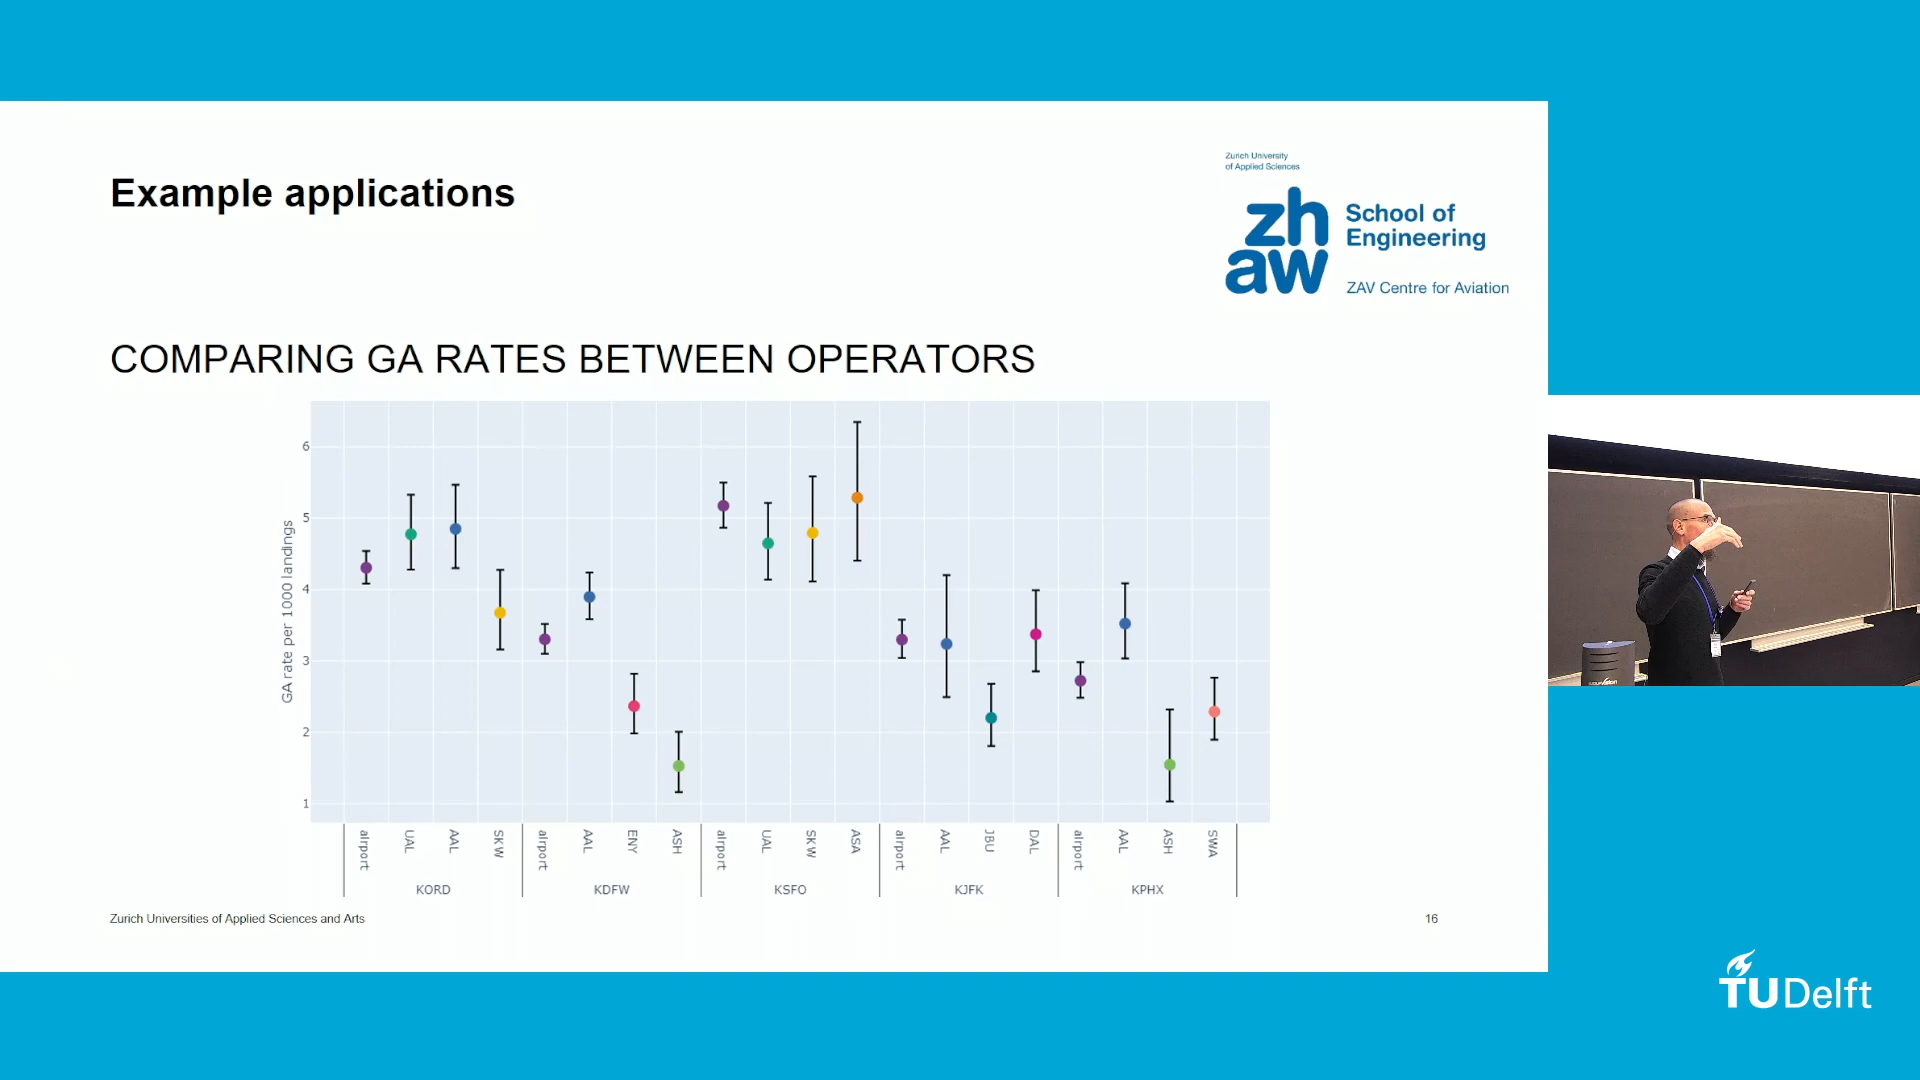 Zurich University
of Applied Sciences
zh
aw
School of
Engineering
ZAV Centre for Aviation
Example applications
COMPARING GA RATES BETWEEN OPERATORS
GA rate per 1000 landings
6
5
4
3
2
1
airport UAL AAL SKW airport AAL ENY ASH airport UAL SKW ASA airport AAL JBU DAL airport AAL ASH SWA
KORD KDFW KSFO KJFK KPHX
Zurich Universities of Applied Sciences and Arts
16
TUDelft